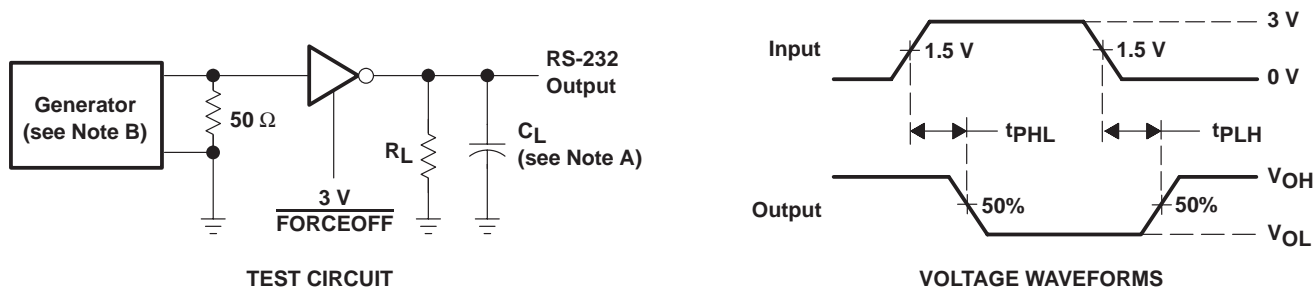 Generator
(see Note B)
50 Ω
3 V
FORCEOFF
RL
CL
(see Note A)
RS-232
Output
TEST CIRCUIT
Input
1.5 V
1.5 V
3 V
0 V
tPHL
tPLH
Output
50%
50%
VOH
VOL
VOLTAGE WAVEFORMS